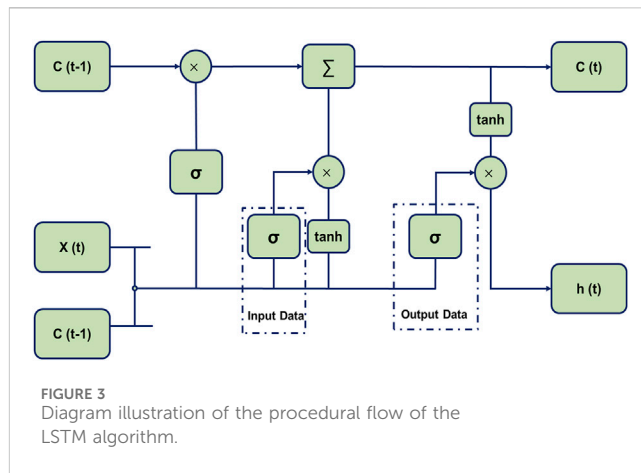 C (t-1)
×
∑
C (t)
tanh
σ
×
×
X (t)
σ
tanh
σ
C (t-1)
Input Data
Output Data
h (t)
FIGURE 3
Diagram illustration of the procedural flow of the
LSTM algorithm.